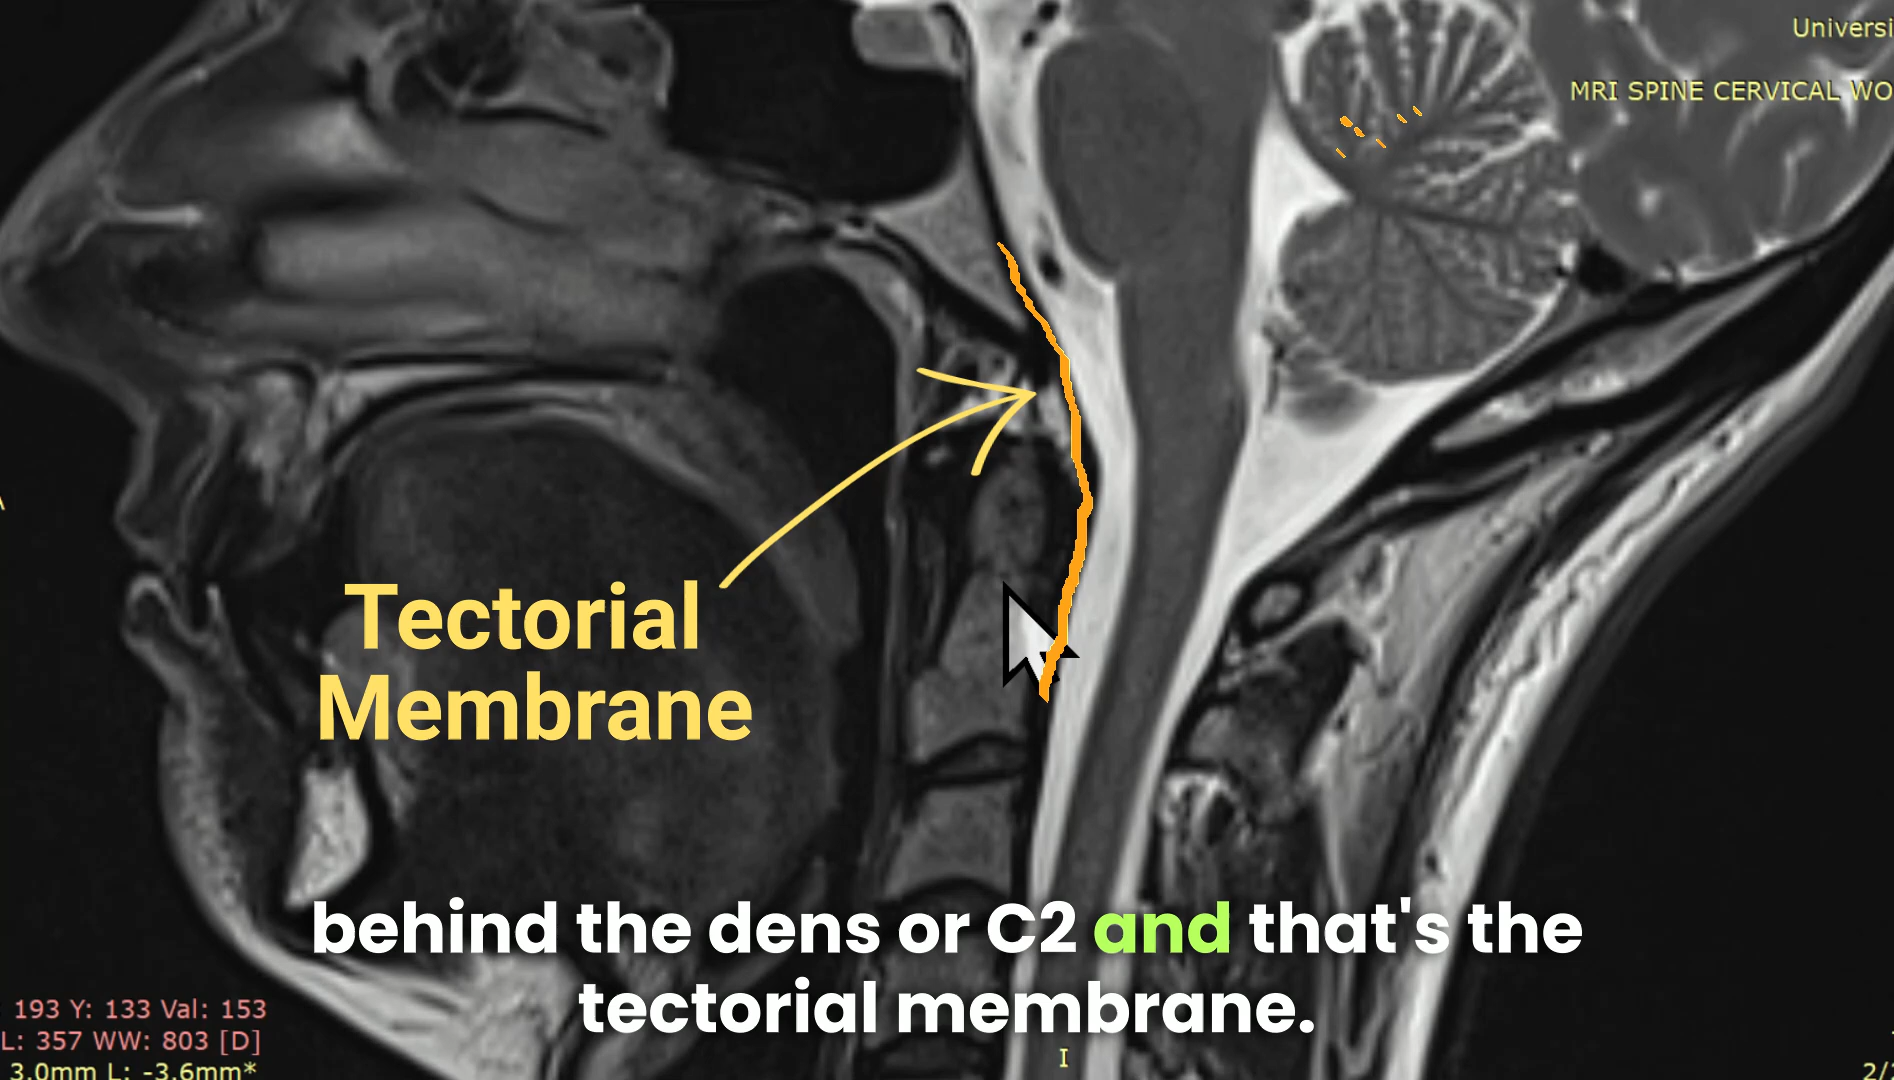 Universi
MRI SPINE CERVICAL WO
Tectorial
Membrane
behind the dens or C2 and that's the
tectorial membrane.
193 Y: 133 Val: 153
L: 357 WW: 803 [D]
3.0mm L: -3.6mm*
I
2/